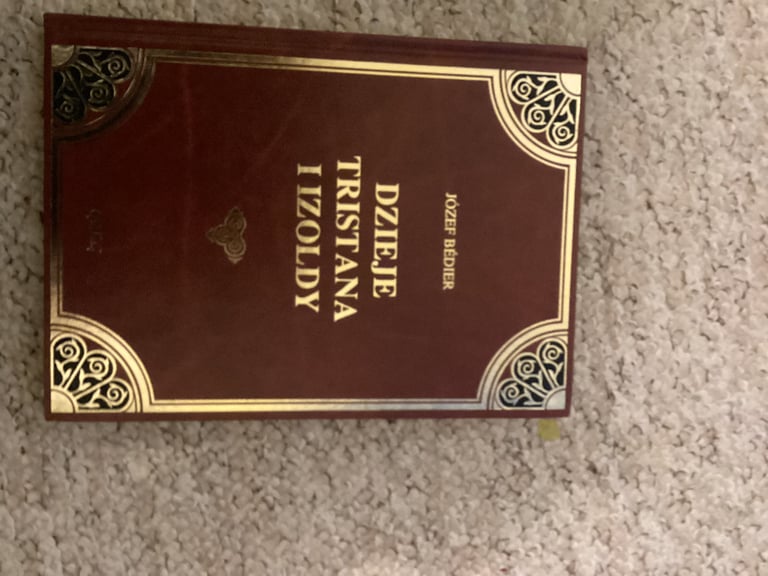 JÓZEF BÉDIER
DZIEJE
TRISTANA
I IZOLDY